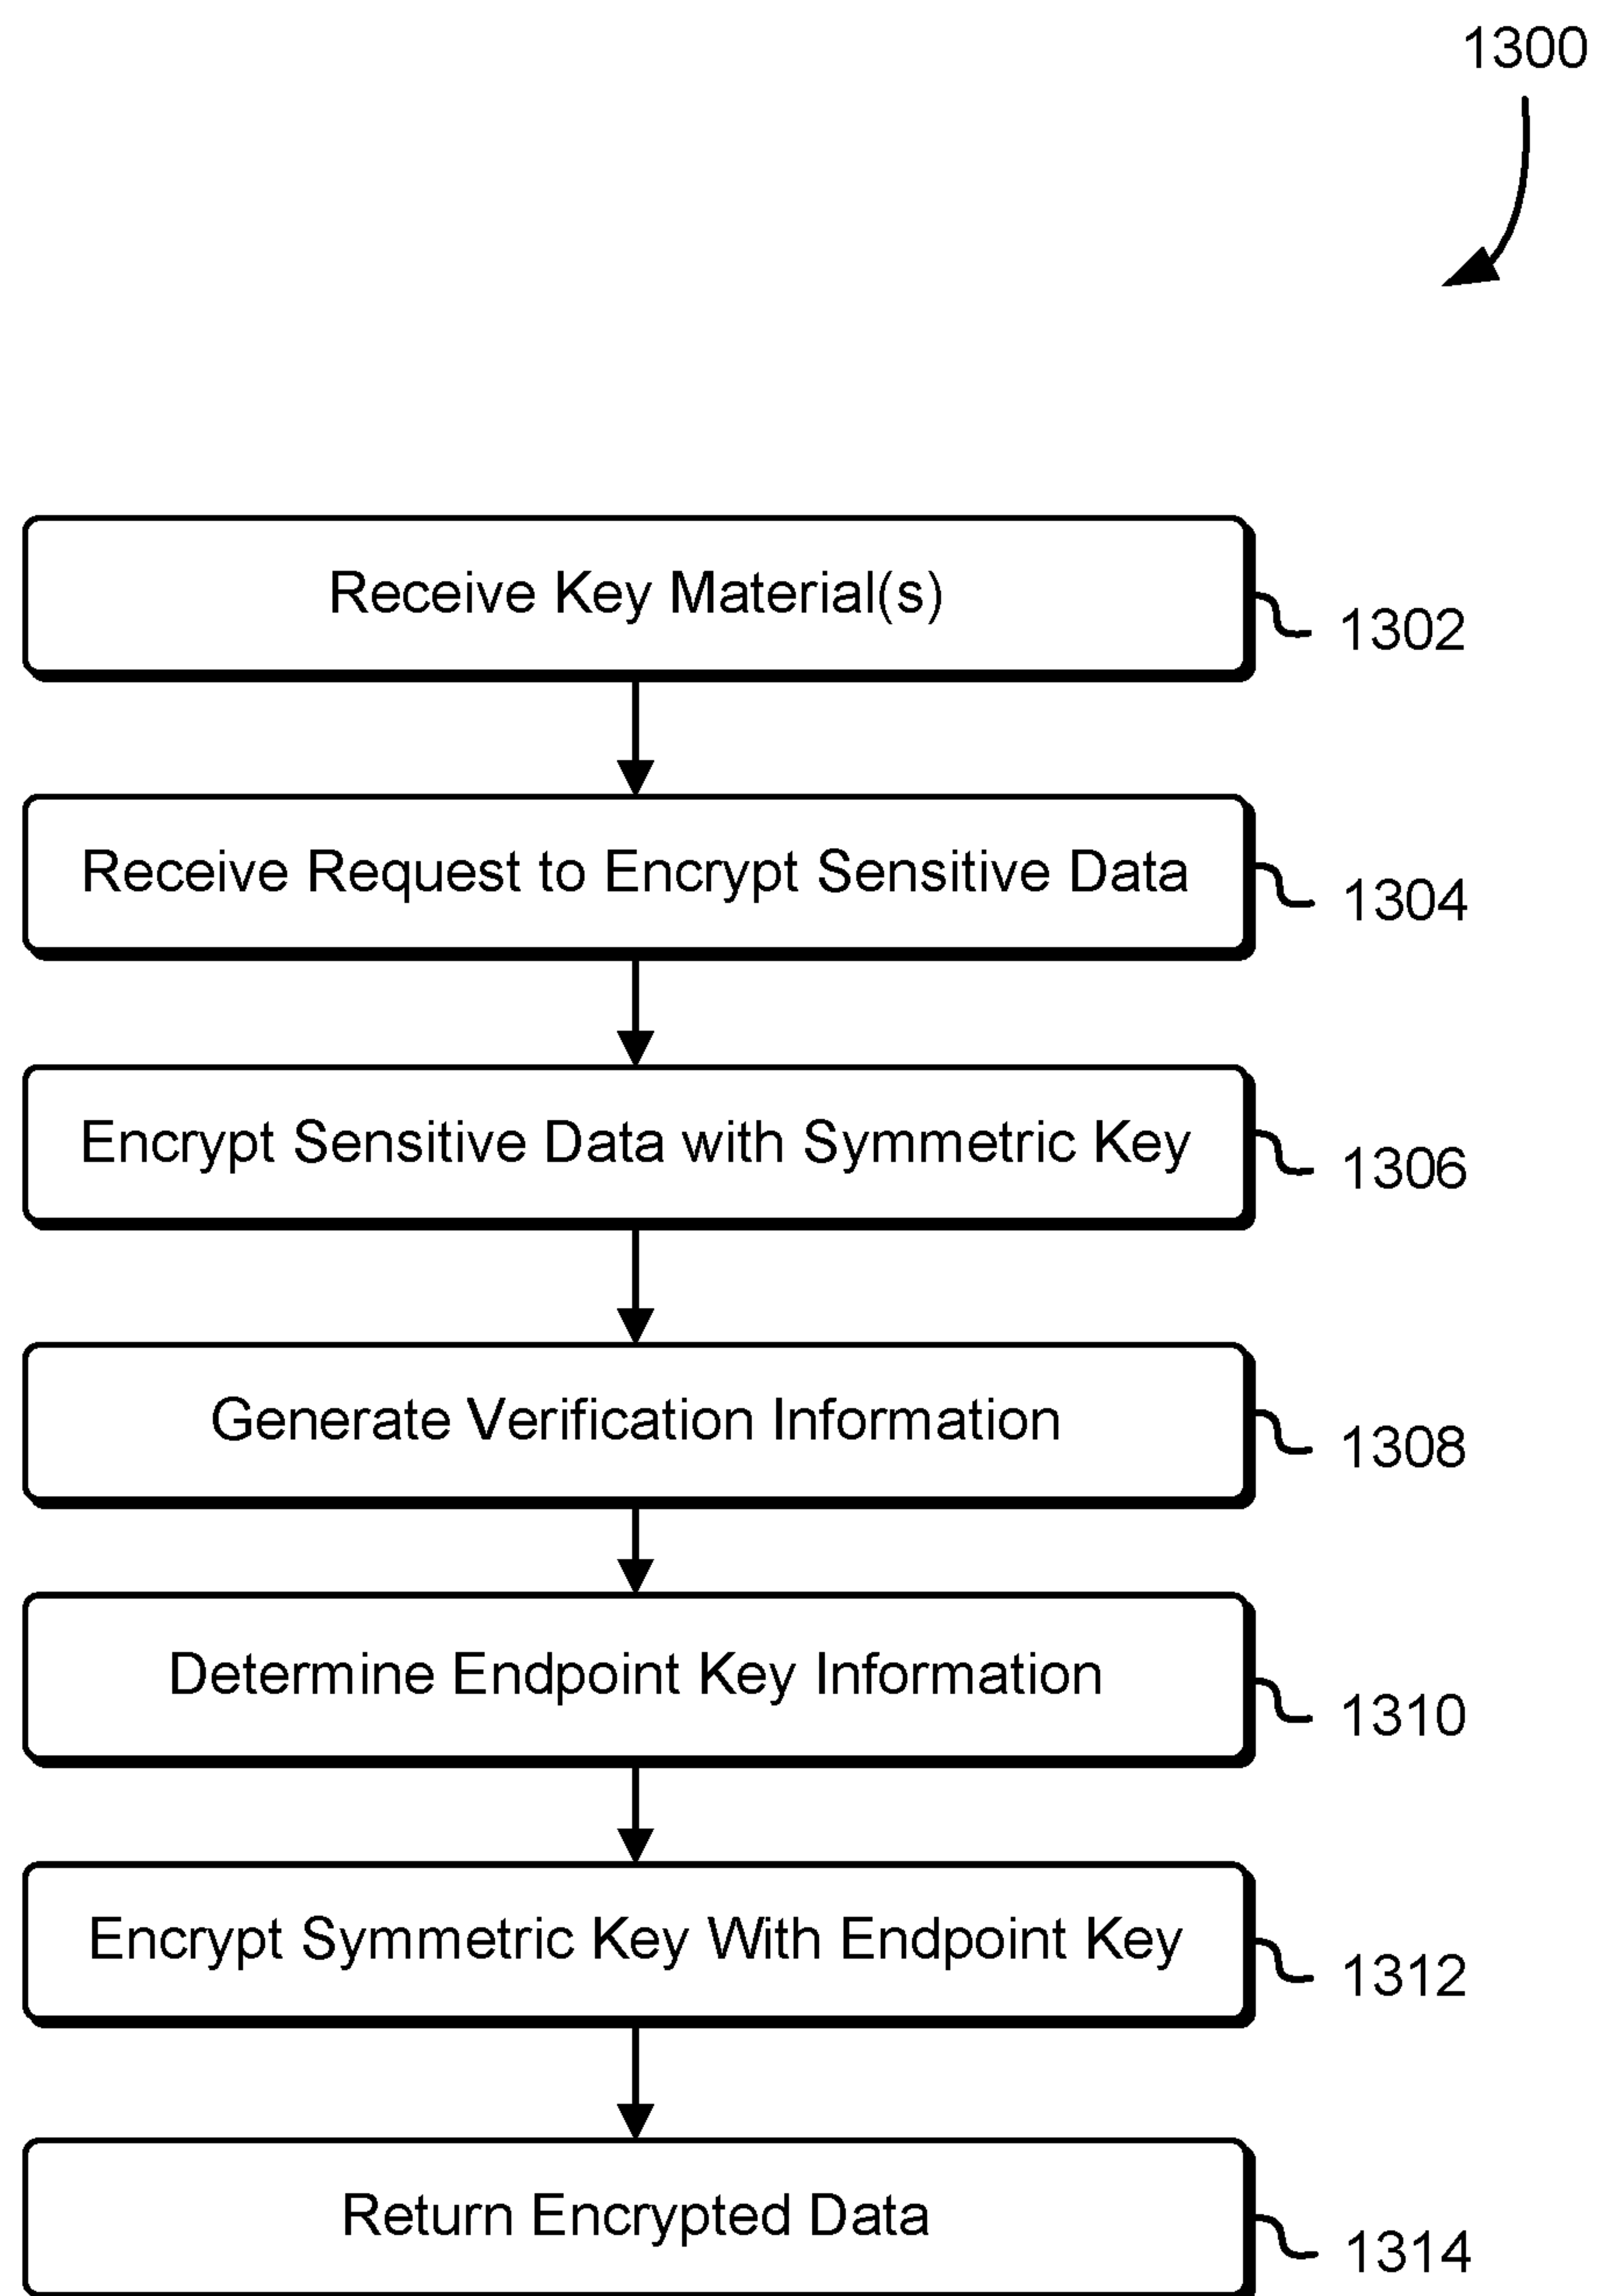 1300
Receive Key Material(s)
1302
Receive Request to Encrypt Sensitive Data
1304
Encrypt Sensitive Data with Symmetric Key
1306
Generate Verification Information
1308
Determine Endpoint Key Information
1310
Encrypt Symmetric Key With Endpoint Key
1312
Return Encrypted Data
1314